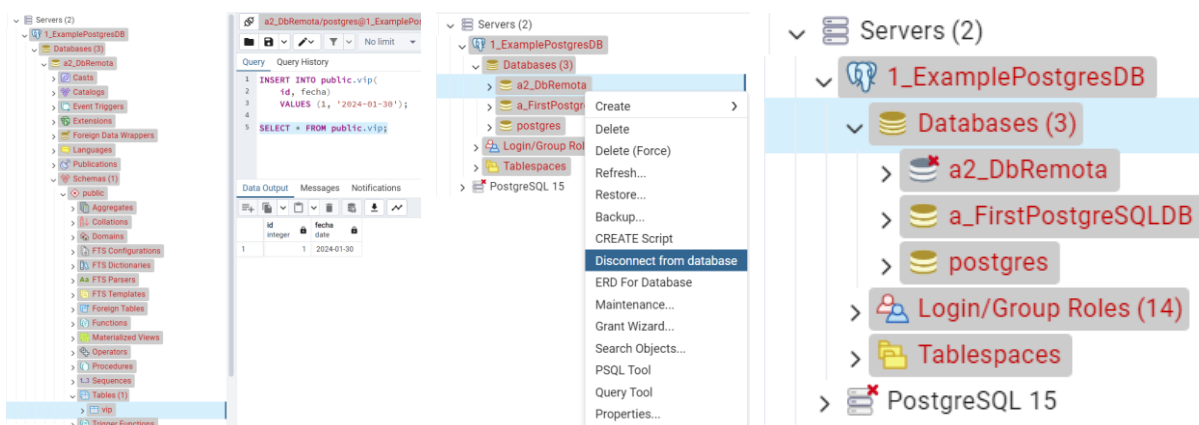 Servers (2)
1_ExamplePostgresDB
Databases (3)
a2_DbRemota
Casts
Catalogs
Event Triggers
Extensions
Foreign Data Wrappers
Languages
Publications
Schemas (1)
public
Aggregates
Collations
Domains
FTS Configurations
FTS Dictionaries
Aa FTS Parsers
FTS Templates
Foreign Tables
Functions
Materialized Views
Operators
Procedures
1..3 Sequences
Tables (1)
vip
Trigger Functions
a2_DbRemota/postgres@1_ExamplePos
No limit
Query Query History
1 INSERT INTO public.vip(
2 id, fecha)
3 VALUES (1, '2024-01-30');
4
5 SELECT * FROM public.vip;
Data Output Messages Notifications
id fecha
integer date
1 1 2024-01-30
Servers (2)
1_ExamplePostgresDB
Databases (3)
a2_DbRemota
a_FirstPostgr
postgres
Login/Group Rol
Tablespaces
PostgreSQL 15
Create
Delete
Delete (Force)
Refresh...
Restore...
Backup...
CREATE Script
Disconnect from database
ERD For Database
Maintenance...
Grant Wizard...
Search Objects...
PSQL Tool
Query Tool
Properties...
Servers (2)
1_ExamplePostgresDB
Databases (3)
a2_DbRemota
a_FirstPostgreSQLDB
postgres
Login/Group Roles (14)
Tablespaces
PostgreSQL 15